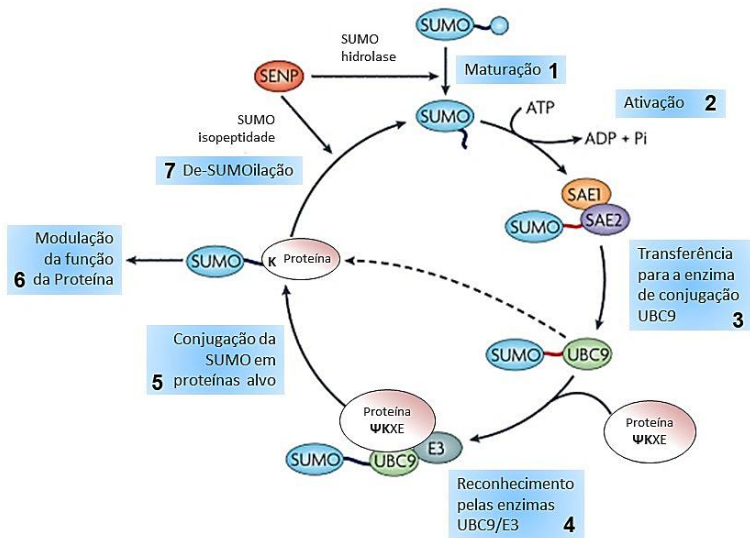 SUMO
SUMO
hidrolase
Maturação 1
SENP
SUMO
ATP
Ativação 2
ADP + Pi
SUMO
isopeptidade
7 De-SUMOilação
SAE1
SAE2
SUMO
Modulação
da função
6 da Proteína
SUMO
K Proteína
Transferência
para a enzima
de conjugação
UBC9 3
Conjugação da
SUMO em
5 proteínas alvo
SUMO
UBC9
Proteína
ΨKXE
Proteína
ΨKXE
E3
SUMO
UBC9
Reconhecimento
pelas enzimas
UBC9/E3 4